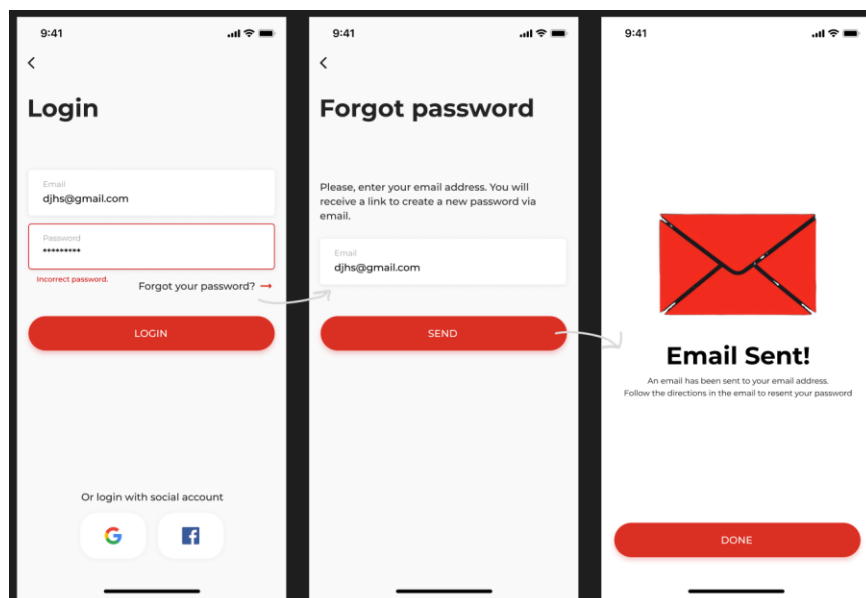 9:41
Login
Email
djhs@gmail.com
Password
*********
Incorrect password.
Forgot your password?
LOGIN
Or login with social account
9:41
Forgot password
Please, enter your email address. You will
receive a link to create a new password via
email.
Email
djhs@gmail.com
SEND
9:41
Email Sent!
An email has been sent to your email address.
Follow the directions in the email to resent your password
DONE